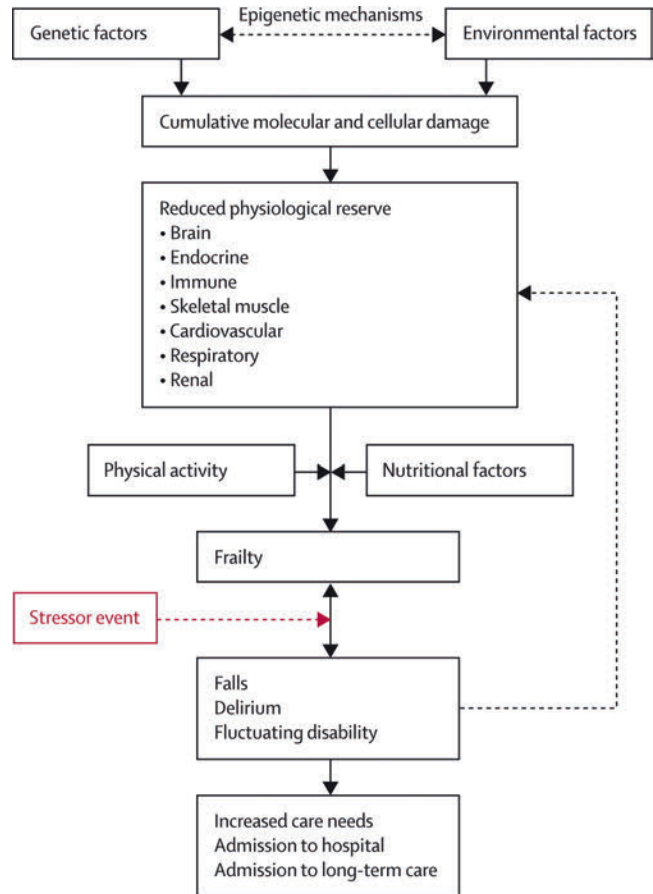 Epigenetic mechanisms
Genetic factors
Environmental factors
Cumulative molecular and cellular damage
Reduced physiological reserve
• Brain
• Endocrine
• Immune
• Skeletal muscle
• Cardiovascular
• Respiratory
• Renal
Physical activity
Nutritional factors
Frailty
Stressor event
Falls
Delirium
Fluctuating disability
Increased care needs
Admission to hospital
Admission to long-term care